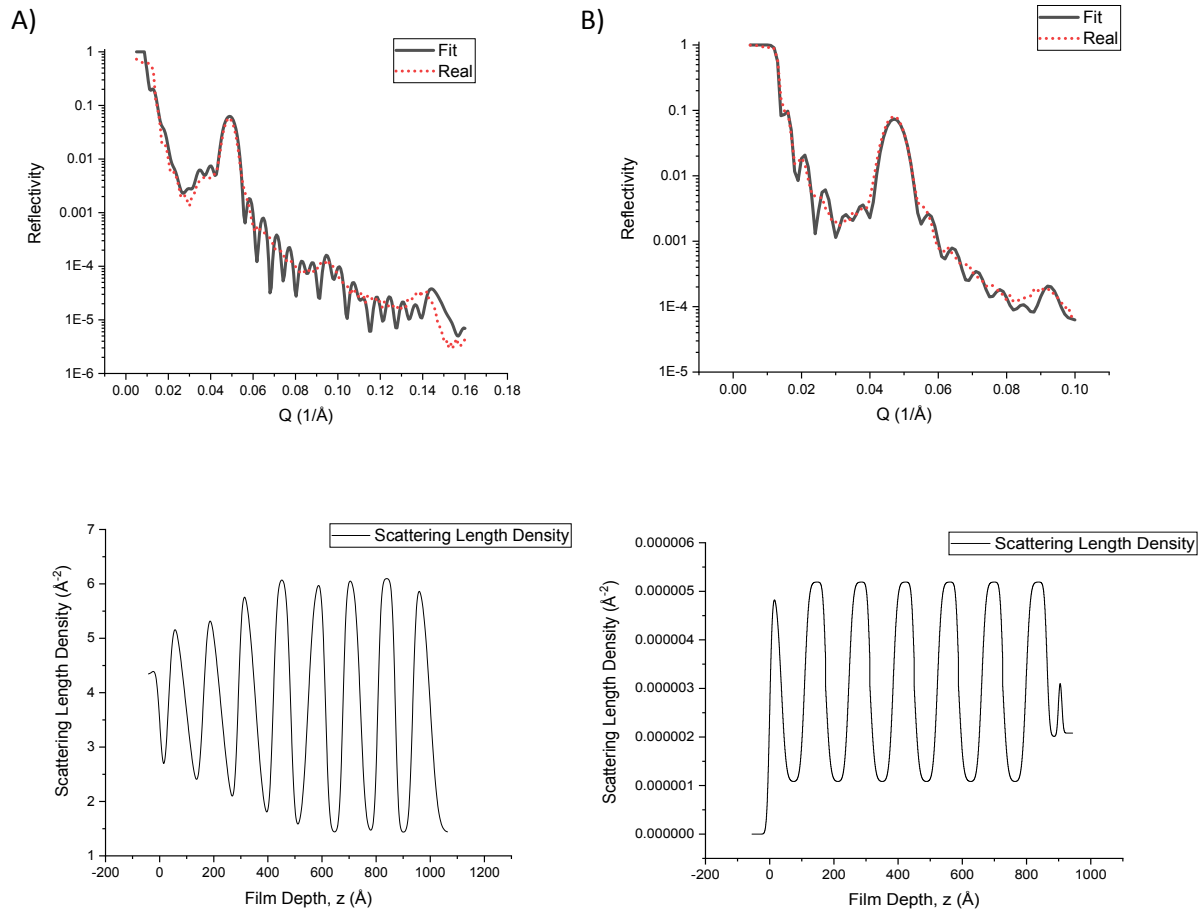 A)
Fit
Real
1
0.1
0.01
0.001
1E-4
1E-5
1E-6
Reflectivity
0.00 0.02 0.04 0.06 0.08 0.10 0.12 0.14 0.16 0.18
Q (1/Å)
B)
Fit
Real
1
0.1
0.01
0.001
1E-4
1E-5
Reflectivity
0.00 0.02 0.04 0.06 0.08 0.10
Q (1/Å)
Scattering Length Density
7
6
5
4
3
2
1
Scattering Length Density (Å-2)
-200 0 200 400 600 800 1000 1200
Film Depth, z (Å)
Scattering Length Density
0.000006
0.000005
0.000004
0.000003
0.000002
0.000001
0.000000
Scattering Length Density (Å-2)
-200 0 200 400 600 800 1000
Film Depth, z (Å)